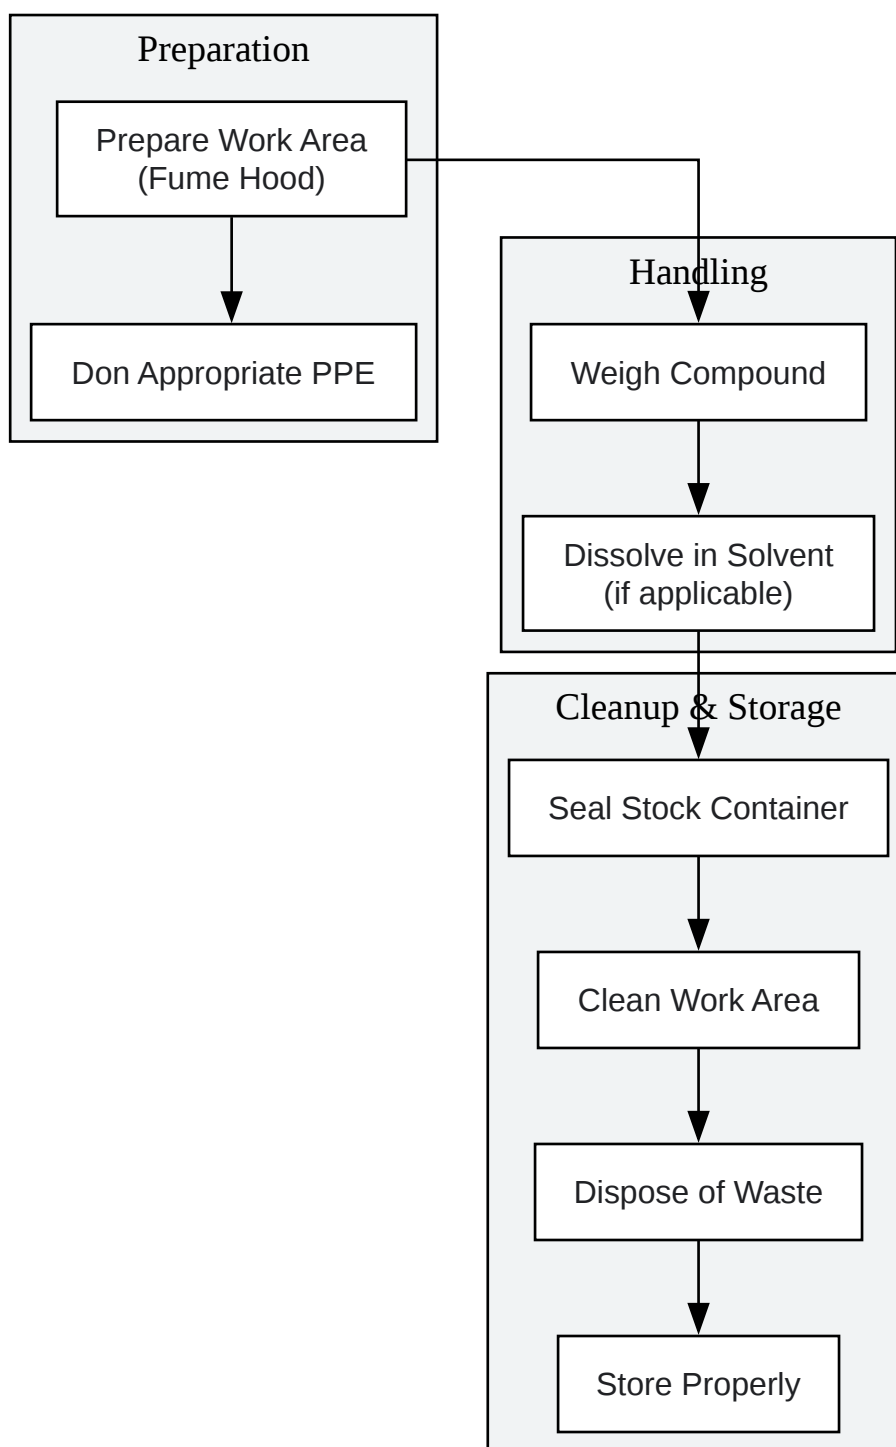 Preparation
Prepare Work Area
(Fume Hood)
Don Appropriate PPE
Handling
Weigh Compound
Dissolve in Solvent
(if applicable)
Cleanup & Storage
Seal Stock Container
Clean Work Area
Dispose of Waste
Store Properly